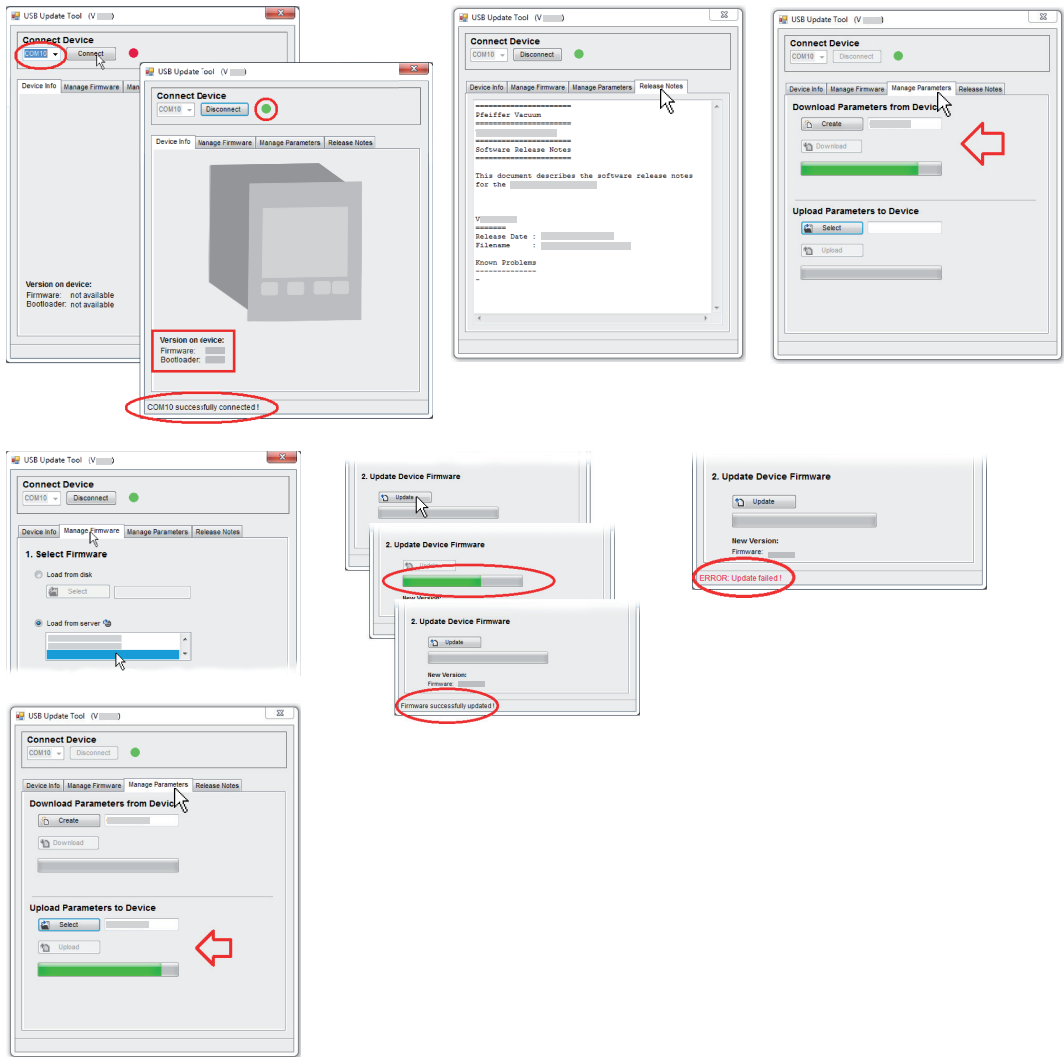 USB Update Tool (V )
Connect Device
COM10 Connect
Device Info Manage Firmware Man
Version on device:
Firmware: not available
Bootloader: not available
USB Update Tool (V )
Connect Device
COM10 Disconnect
Device Info Manage Firmware Manage Parameters Release Notes
Version on device:
Firmware:
Bootloader:
COM10 successfully connected !
USB Update Tool (V )
Connect Device
COM10 Disconnect
Device Info Manage Firmware Manage Parameters Release Notes
======================
Pfeiffer Vacuum
======================
======================
Software Release Notes
======================
This document describes the software release notes
for the
V
=======
Release Date :
Filename :
Known Problems
--------------
-
USB Update Tool (V )
Connect Device
COM10 Disconnect
Device Info Manage Firmware Manage Parameters Release Notes
Download Parameters from Device
Create
Download
Upload Parameters to Device
Select
Upload
USB Update Tool (V )
Connect Device
COM10 Disconnect
Device Info Manage Firmware Manage Parameters Release Notes
1. Select Firmware
Load from disk
Select
Load from server
2. Update Device Firmware
Update
2. Update Device Firmware
Update
New Version:
2. Update Device Firmware
Update
New Version:
Firmware:
Firmware successfully updated !
2. Update Device Firmware
Update
New Version:
Firmware:
ERROR: Update failed !
USB Update Tool (V )
Connect Device
COM10 Disconnect
Device Info Manage Firmware Manage Parameters Release Notes
Download Parameters from Device
Create
Download
Upload Parameters to Device
Select
Upload